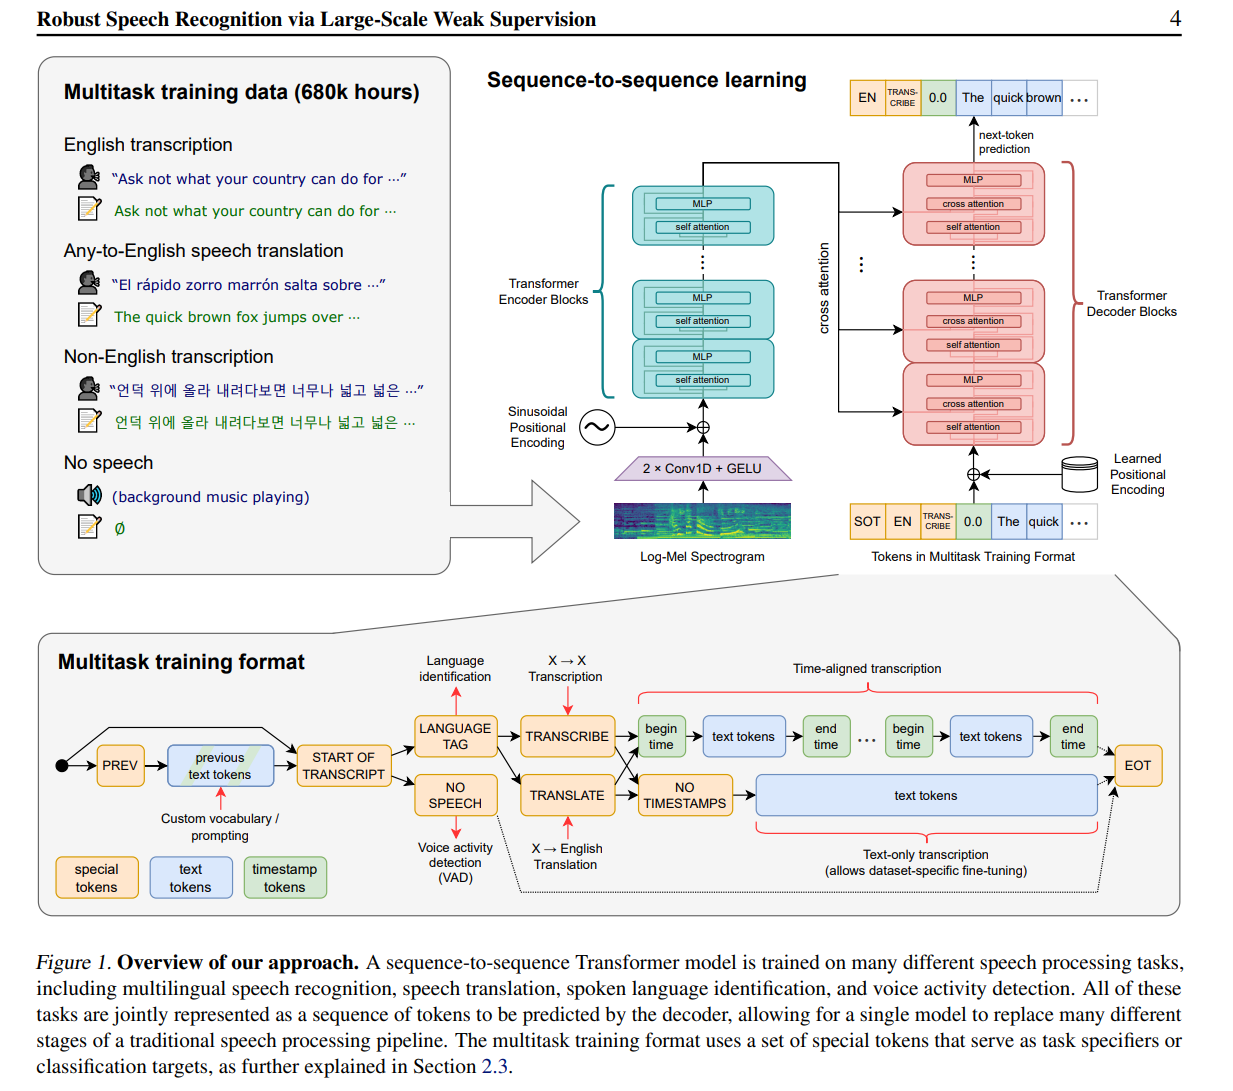 Robust Speech Recognition via Large-Scale Weak Supervision
4
Multitask training data (680k hours)
English transcription
“Ask not what your country can do for ⋯”
Ask not what your country can do for ⋯
Any-to-English speech translation
“El rápido zorro marrón salta sobre ⋯”
The quick brown fox jumps over ⋯
Non-English transcription
“언덕 위에 올라 내려다보면 너무나 넓고 넓은 ⋯”
언덕 위에 올라 내려다보면 너무나 넓고 넓은 ⋯
No speech
(background music playing)
∅
Sequence-to-sequence learning
EN
TRANS-
CRIBE
0.0
The
quick
brown
⋯
next-token
prediction
MLP
self attention
⋮
MLP
self attention
MLP
self attention
Transformer
Encoder Blocks
Sinusoidal
Positional
Encoding
2 × Conv1D + GELU
Log-Mel Spectrogram
cross attention
⋮
MLP
cross attention
self attention
⋮
MLP
cross attention
self attention
MLP
cross attention
self attention
Transformer
Decoder Blocks
Learned
Positional
Encoding
SOT
EN
TRANS-
CRIBE
0.0
The
quick
⋯
Tokens in Multitask Training Format
Multitask training format
PREV
previous
text tokens
Custom vocabulary /
prompting
START OF
TRANSCRIPT
Language
identification
LANGUAGE
TAG
NO
SPEECH
Voice activity
detection
(VAD)
X → X
Transcription
TRANSCRIBE
TRANSLATE
X → English
Translation
Time-aligned transcription
begin
time
text tokens
end
time
⋯
begin
time
text tokens
end
time
NO
TIMESTAMPS
text tokens
Text-only transcription
(allows dataset-specific fine-tuning)
EOT
special
tokens
text
tokens
timestamp
tokens
Figure 1. Overview of our approach. A sequence-to-sequence Transformer model is trained on many different speech processing tasks,
including multilingual speech recognition, speech translation, spoken language identification, and voice activity detection. All of these
tasks are jointly represented as a sequence of tokens to be predicted by the decoder, allowing for a single model to replace many different
stages of a traditional speech processing pipeline. The multitask training format uses a set of special tokens that serve as task specifiers or
classification targets, as further explained in Section 2.3.